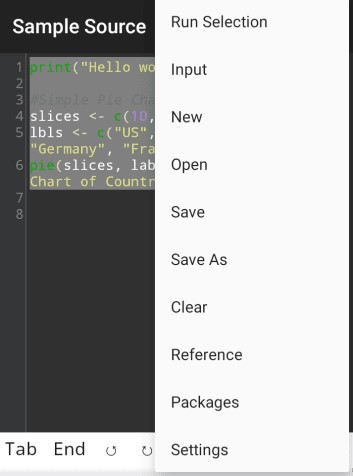 Sample Source
1 print("Hello wo
2
3 #Simple Pie Cha
4 slices <- c(10,
5 lbls <- c("US",
"Germany", "Fra
6 pie(slices, lab
Chart of Countr
7
8
Tab End
Run Selection
Input
New
Open
Save
Save As
Clear
Reference
Packages
Settings